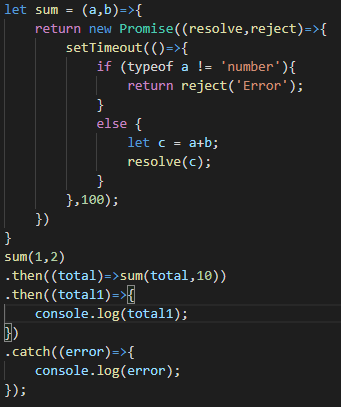 let sum = (a,b)=>{
    return new Promise((resolve,reject)=>{
        setTimeout(()=>{
            if (typeof a != 'number'){
                return reject('Error');
            }
            else {
                let c = a+b;
                resolve(c);
            }
        },100);
    })
}
sum(1,2)
.then((total)=>sum(total,10))
.then((total1)=>{
    console.log(total1);
})
.catch((error)=>{
    console.log(error);
});